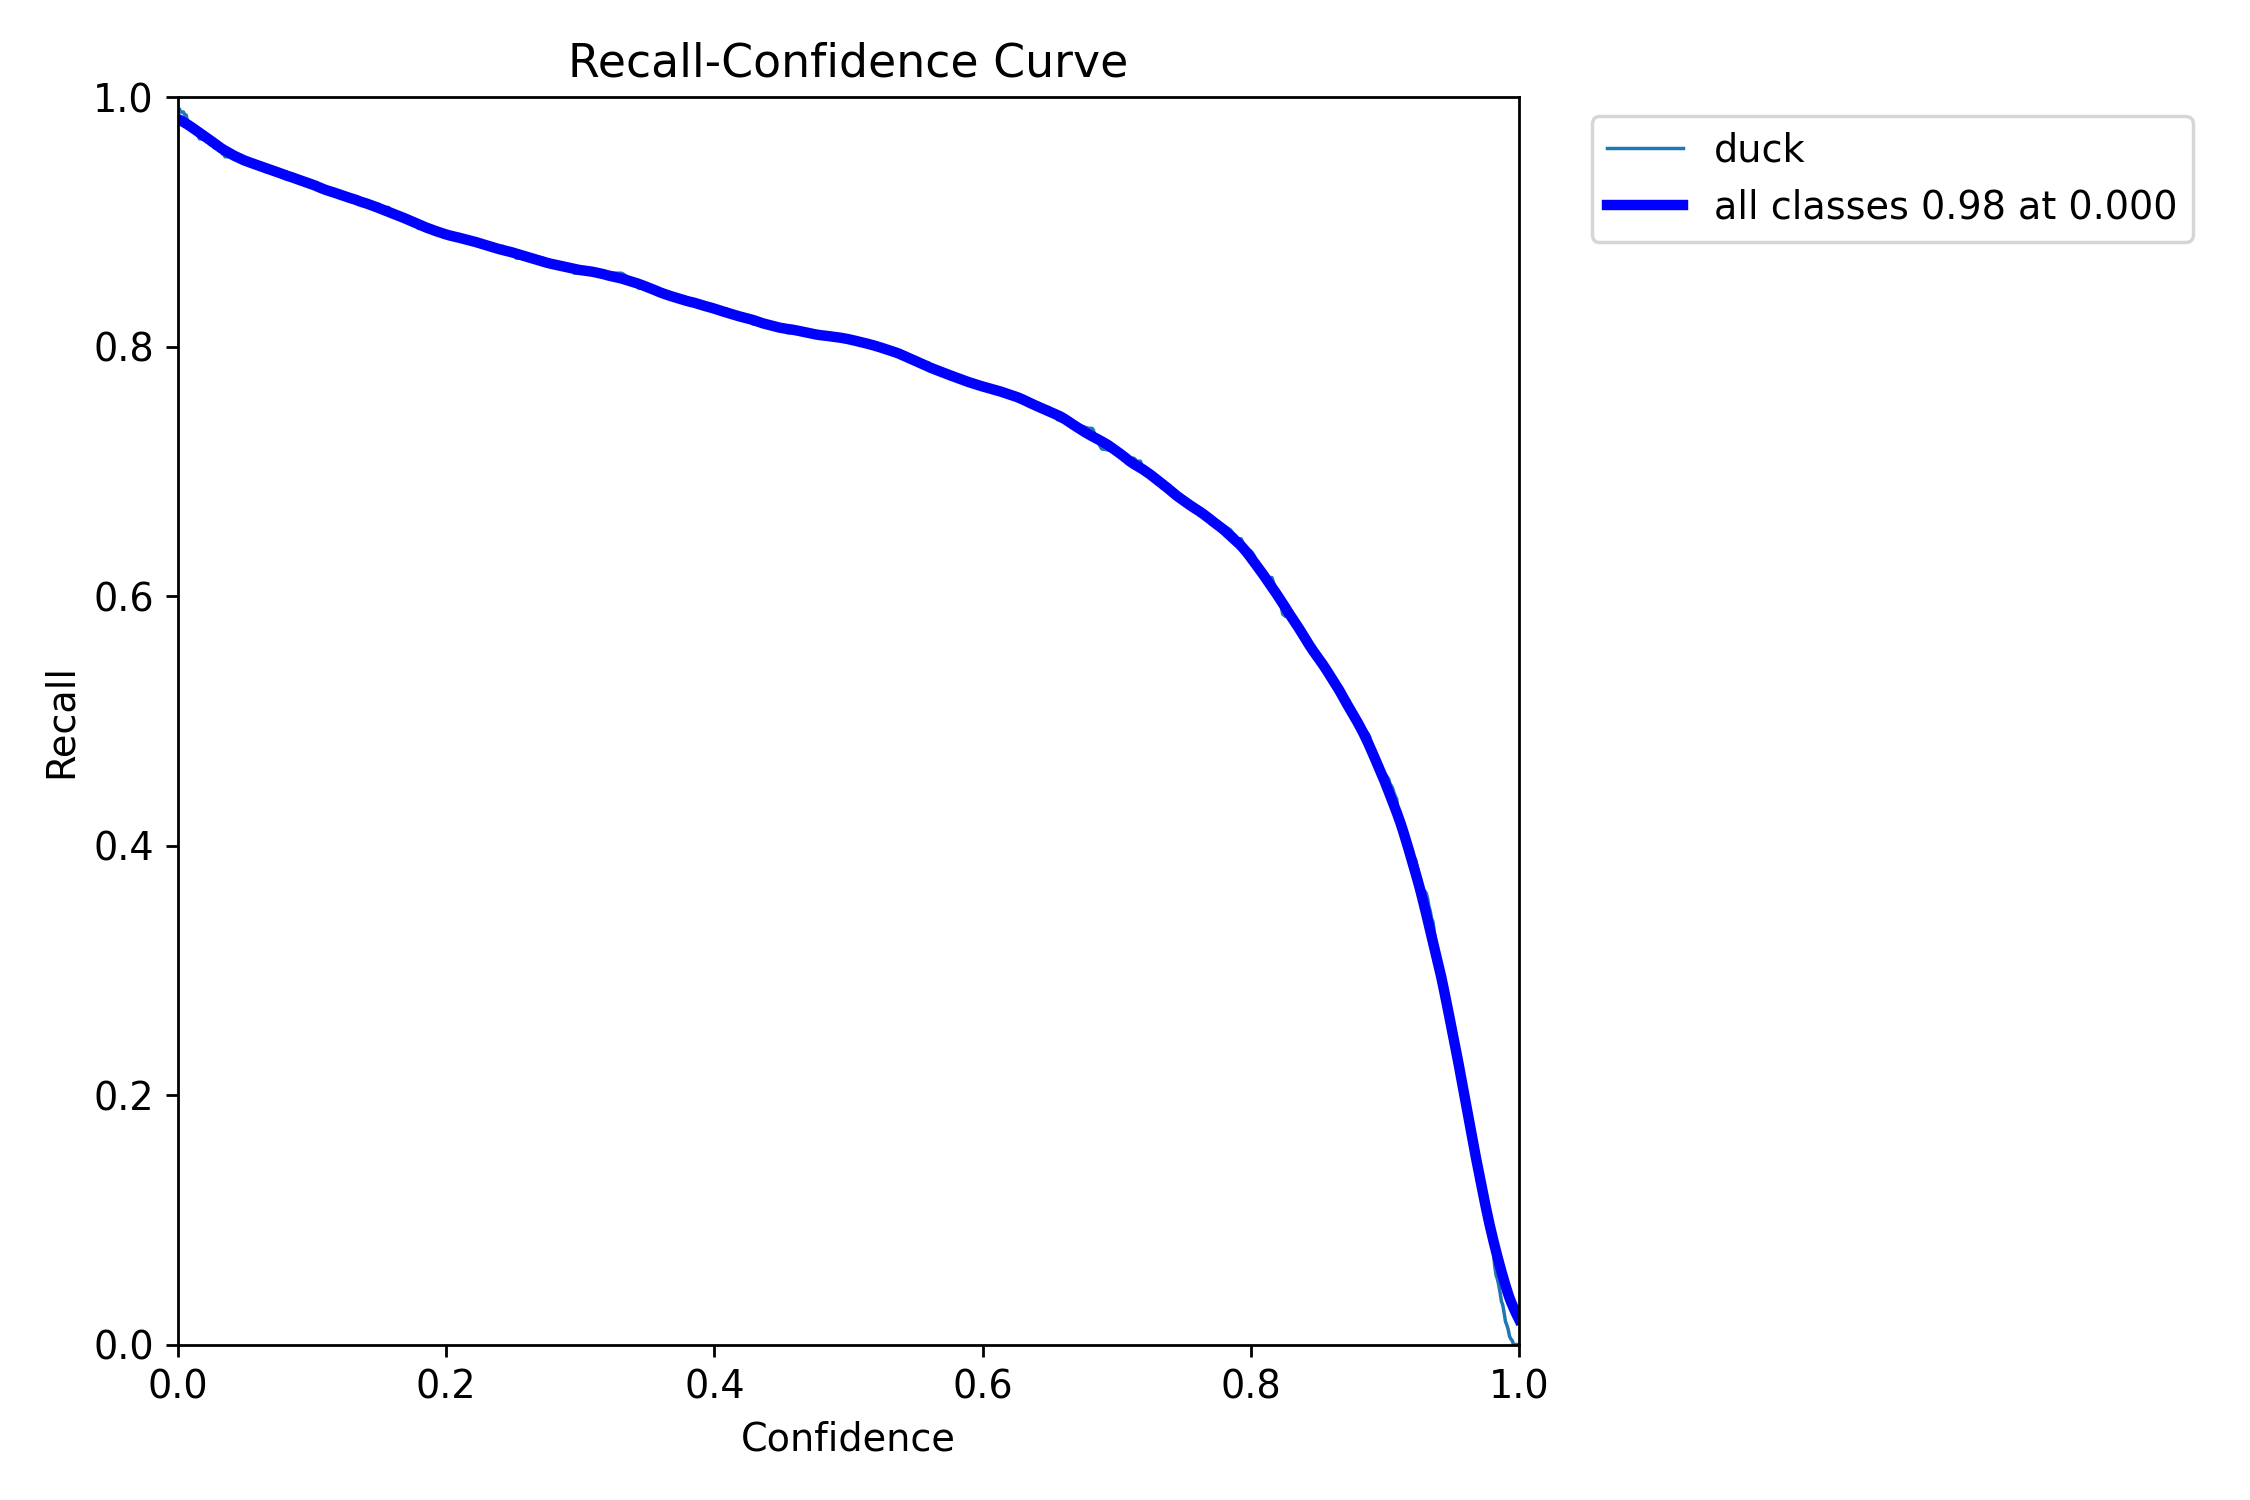 Recall-Confidence Curve
1.0
0.8
0.6
0.4
0.2
0.0
Recall
0.0 0.2 0.4 0.6 0.8 1.0
Confidence
duck
all classes 0.98 at 0.000